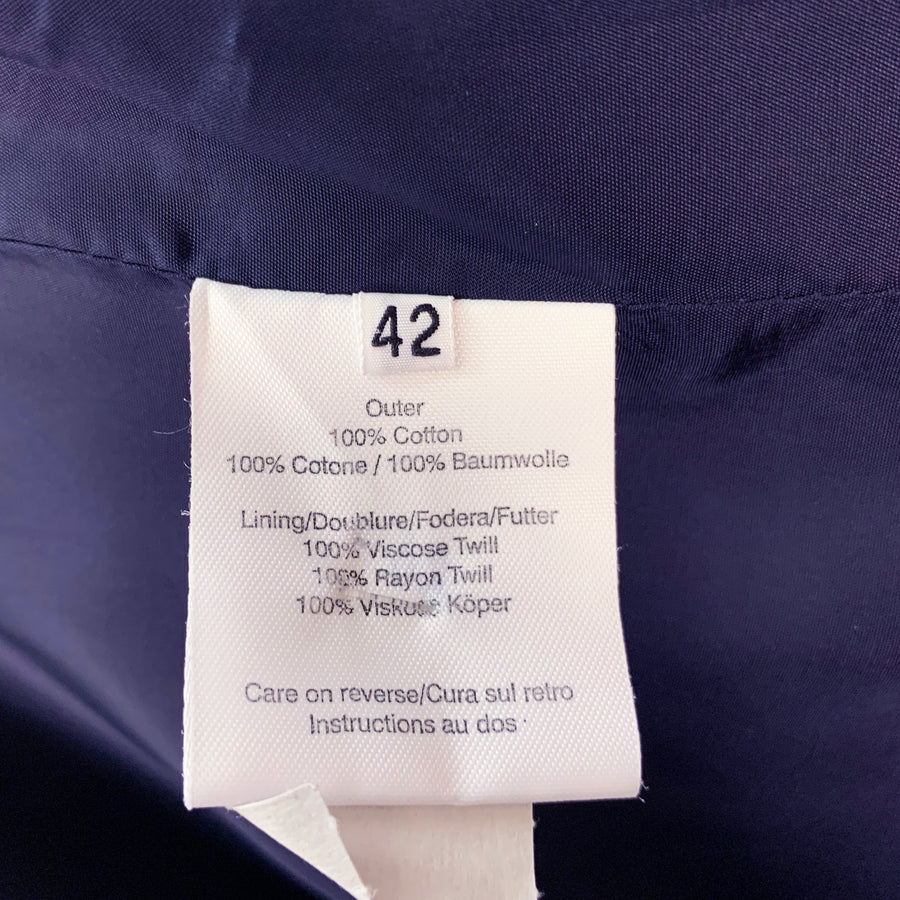 42
Outer
100% Cotton
100% Cotone / 100% Baumwolle
Lining/Doublure/Fodera/Futter
100% Viscose Twill
100% Rayon Twill
100% Viskose Köper
Care on reverse/Cura sul retro
Instructions au dos